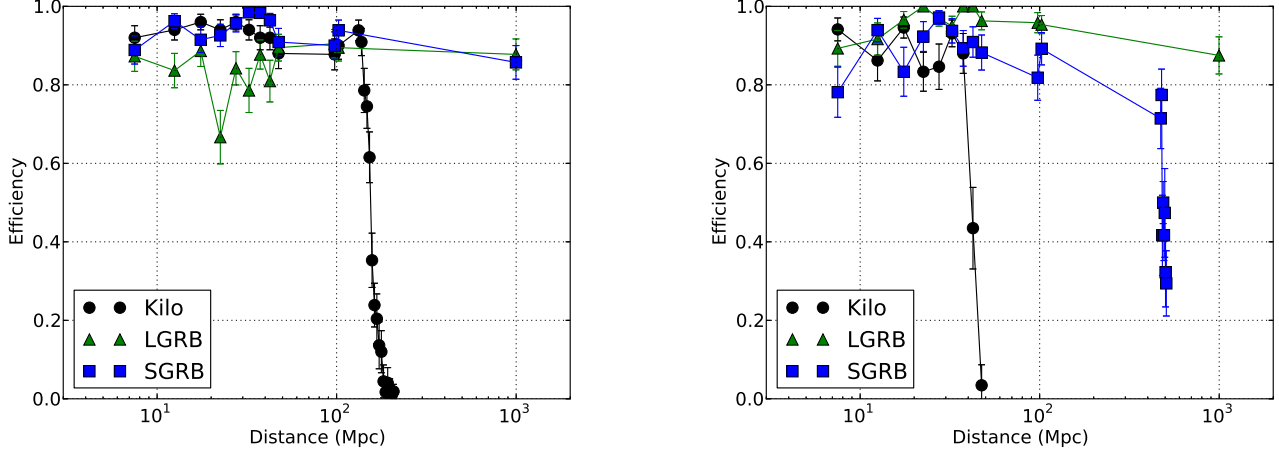 1.0
0.8
0.6
0.4
0.2
0.0
Efficiency
Kilo
LGRB
SGRB
10^1 10^2 10^3
Distance (Mpc)
1.0
0.8
0.6
0.4
0.2
0.0
Efficiency
Kilo
LGRB
SGRB
10^1 10^2 10^3
Distance (Mpc)